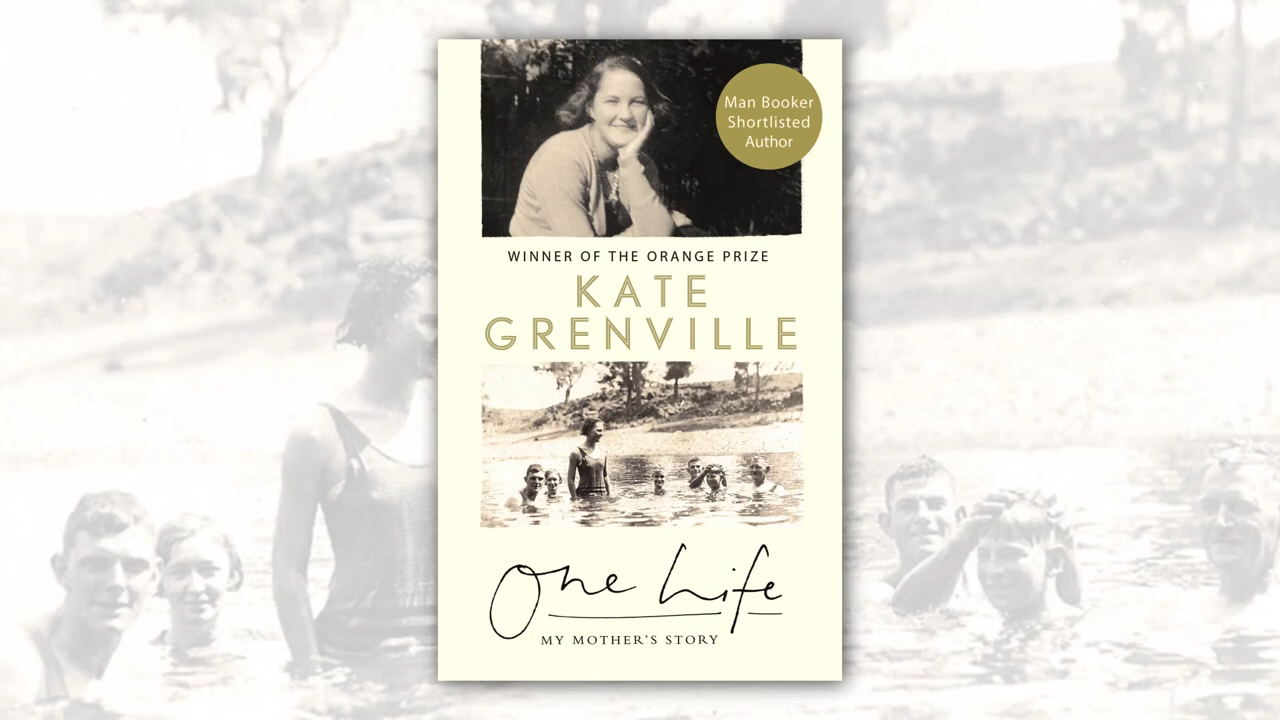 Man Booker
Shortlisted
Author
WINNER OF THE ORANGE PRIZE
KATE
GRENVILLE
One Life
MY MOTHER'S STORY